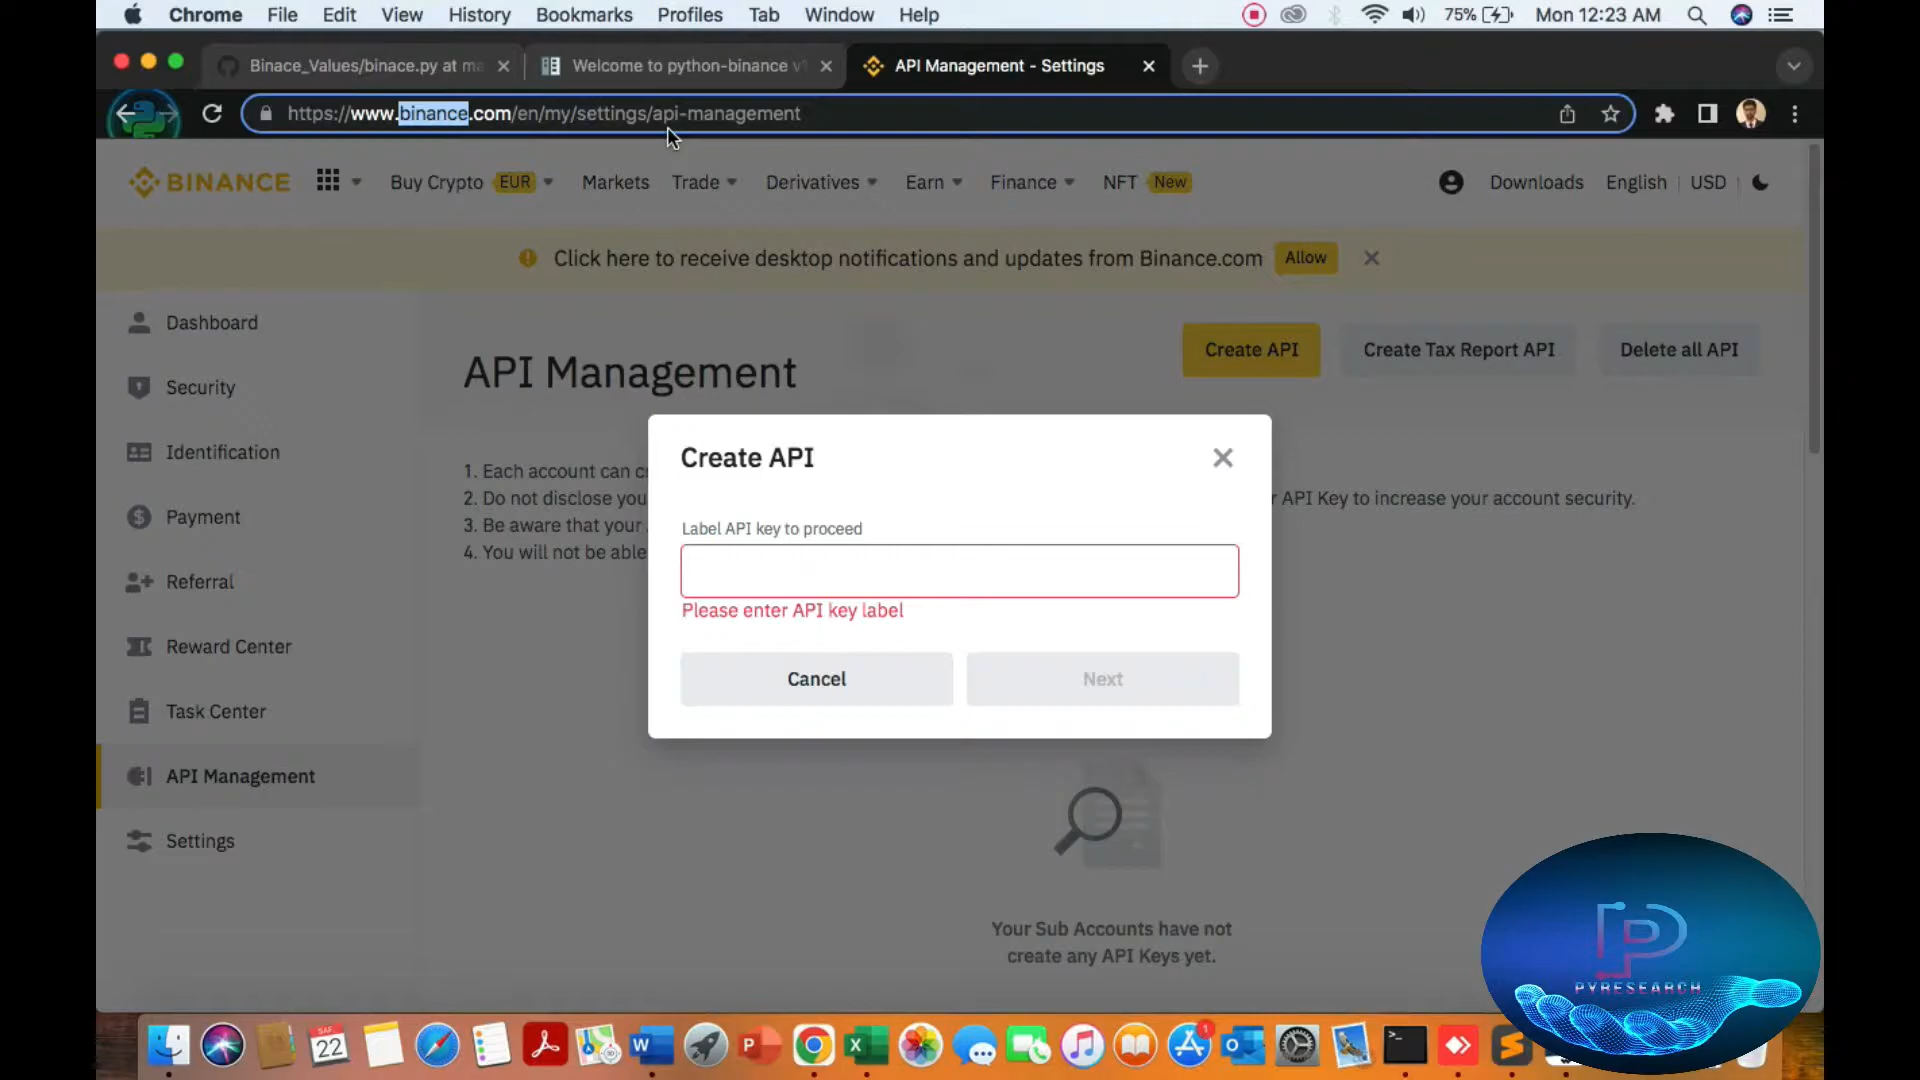 Chrome File Edit View History Bookmarks Profiles Tab Window Help 75% Mon 12:23 AM
Binace_Values/binace.py at ma Welcome to python-binance v1 API Management - Settings
https://www.binance.com/en/my/settings/api-management
BINANCE Buy Crypto EUR Markets Trade Derivatives Earn Finance NFT New Downloads English USD
Click here to receive desktop notifications and updates from Binance.com Allow
Dashboard
Security
Identification
Payment
Referral
Reward Center
Task Center
API Management
Settings
API Management
Create API Create Tax Report API Delete all API
1. Each account can
2. Do not disclose you API Key to increase your account security.
3. Be aware that your
4. You will not be able
Create API
Label API key to proceed
Please enter API key label
Cancel Next
Your Sub Accounts have not
create any API Keys yet.
PYRESEARCH
22
1